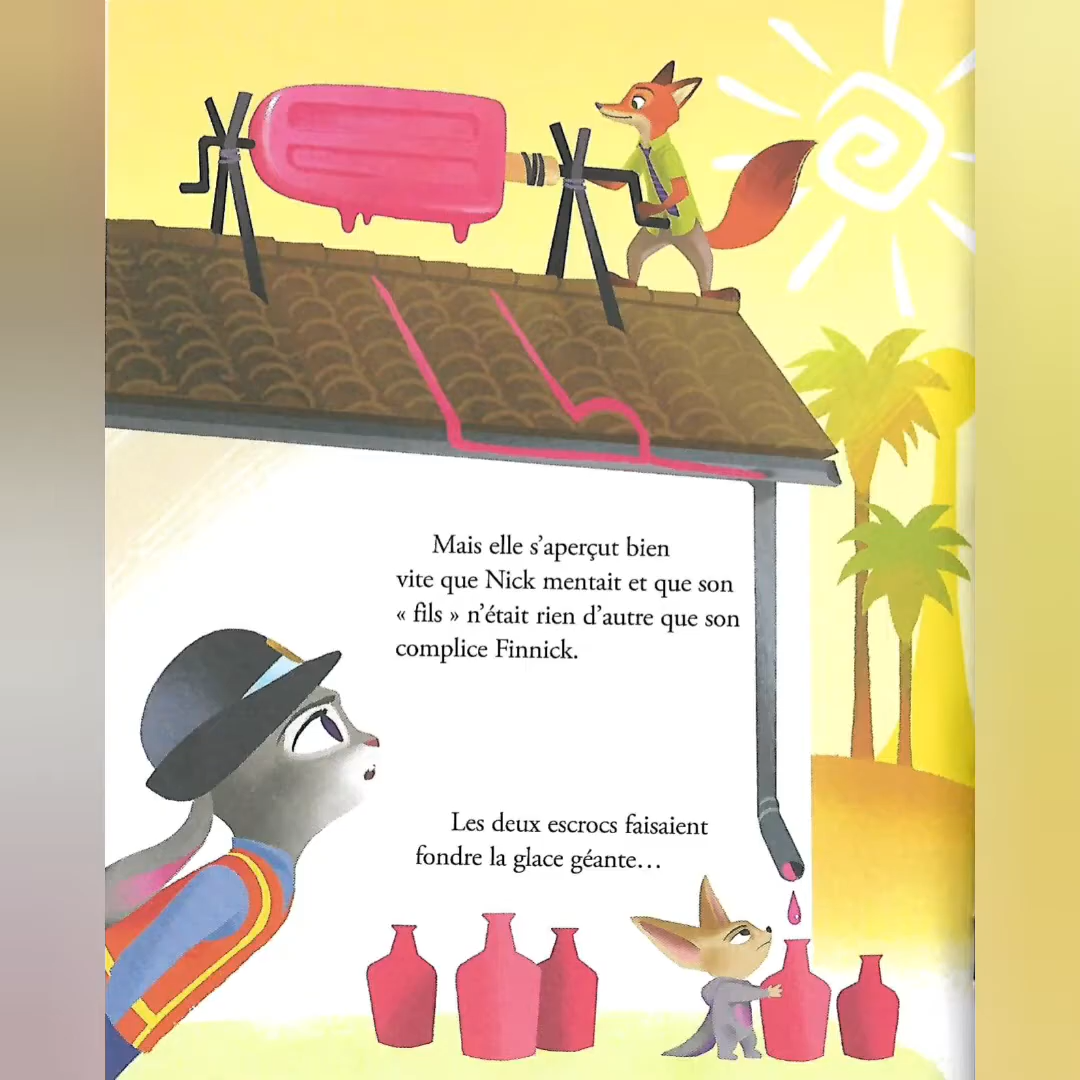 Mais elle s'aperçut bien
vite que Nick mentait et que son
« fils » n'était rien d'autre que son
complice Finnick.
Les deux escrocs faisaient
fondre la glace géante…